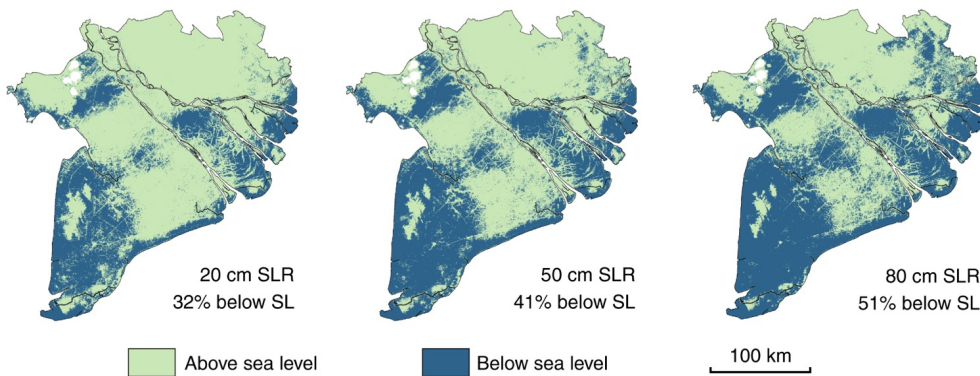 20 cm SLR
32% below SL
50 cm SLR
41% below SL
80 cm SLR
51% below SL
Above sea level
Below sea level
100 km